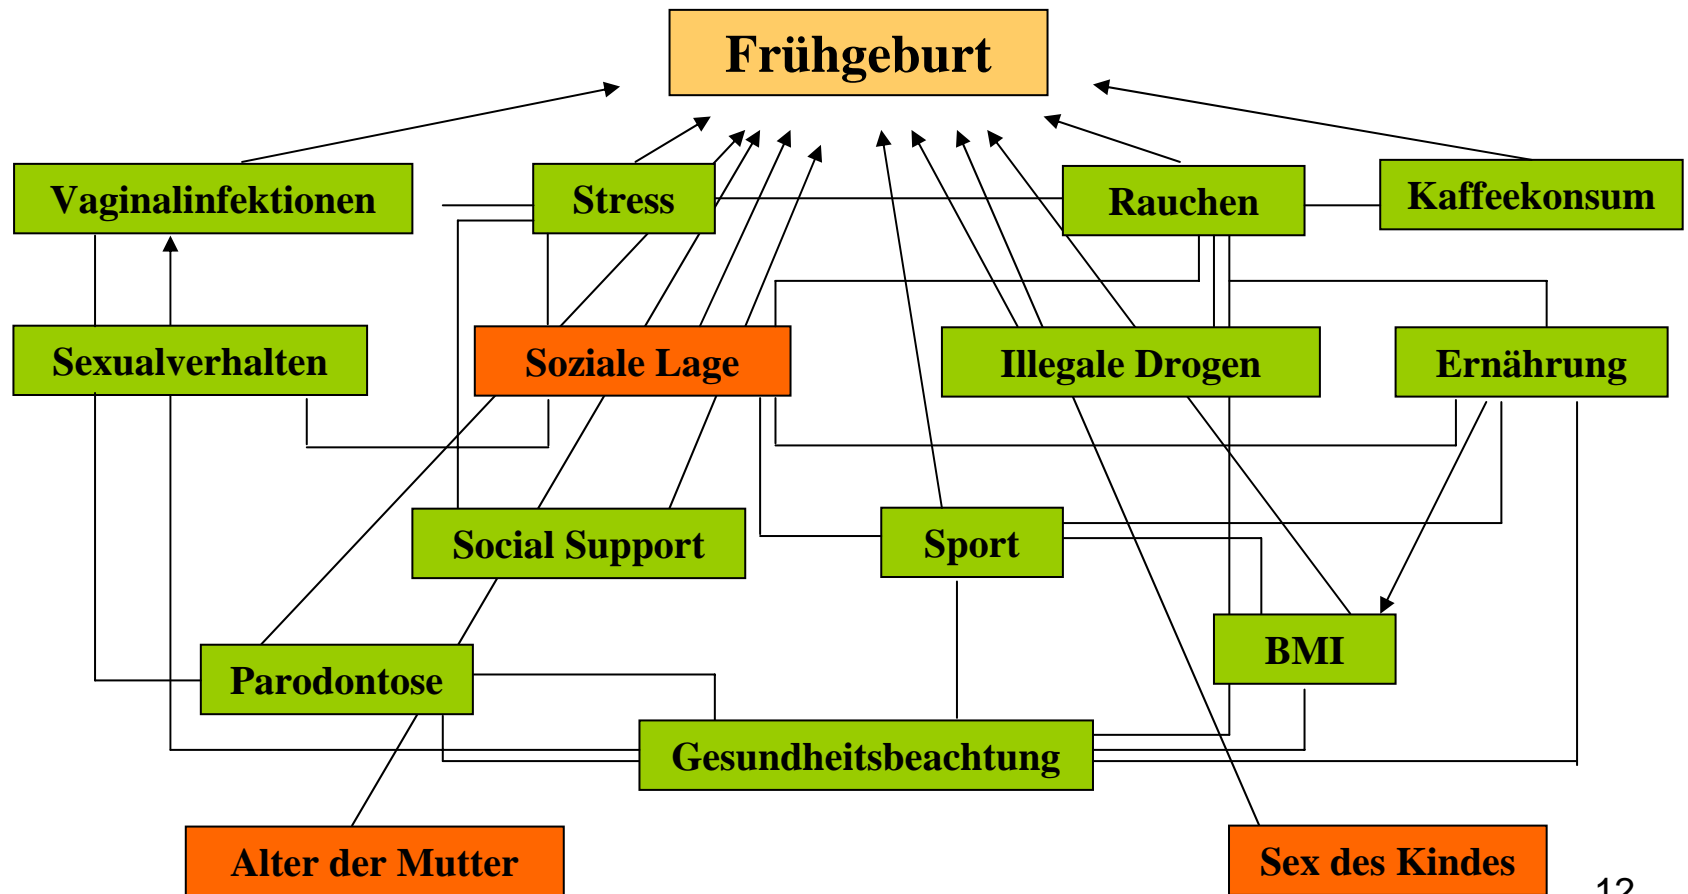 Frühgeburt
Vaginalinfektionen
Stress
Rauchen
Kaffeekonsum
Sexualverhalten
Soziale Lage
Illegale Drogen
Ernährung
Social Support
Sport
BMI
Parodontose
Gesundheitsbeachtung
Alter der Mutter
Sex des Kindes
12